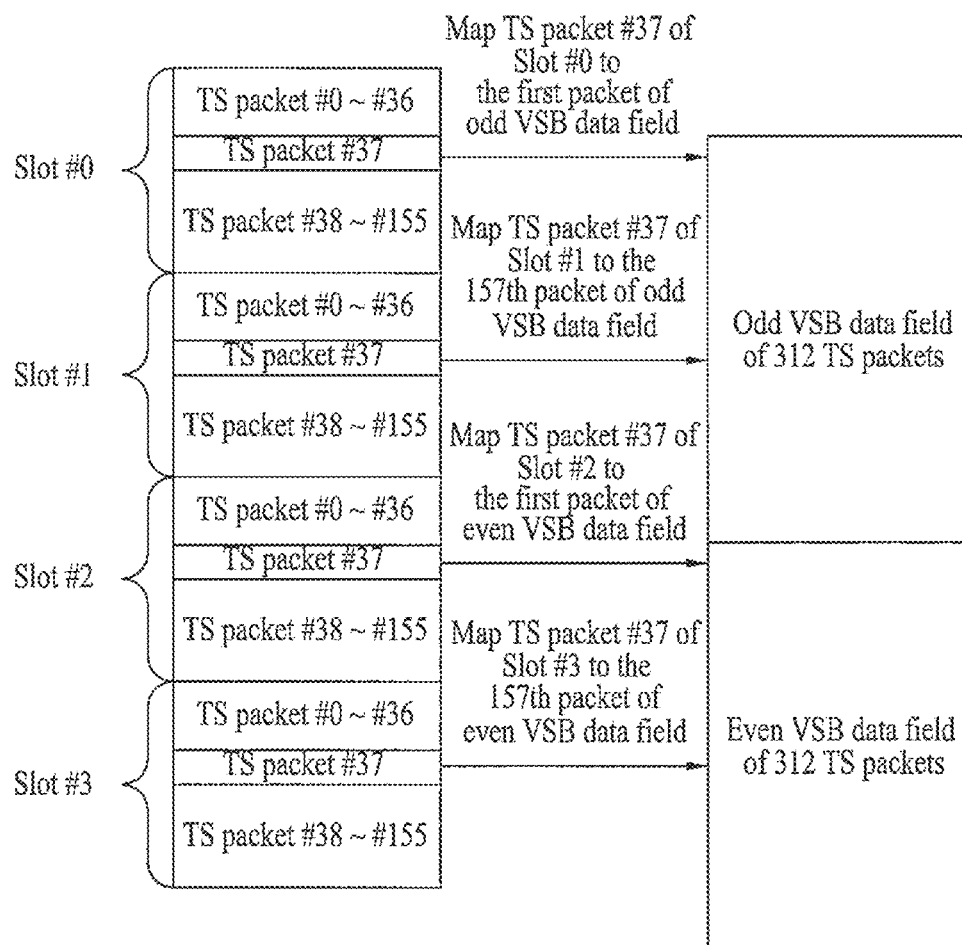 Slot #0
TS packet #0 ~ #36
TS packet #37
TS packet #38 ~ #155
Slot #1
TS packet #0 ~ #36
TS packet #37
TS packet #38 ~ #155
Slot #2
TS packet #0 ~ #36
TS packet #37
TS packet #38 ~ #155
Slot #3
TS packet #0 ~ #36
TS packet #37
TS packet #38 ~ #155
Map TS packet #37 of
Slot #0 to
the first packet of
odd VSB data field
Map TS packet #37 of
Slot #1 to the
157th packet of odd
VSB data field
Map TS packet #37 of
Slot #2 to
the first packet of
even VSB data field
Map TS packet #37 of
Slot #3 to the
157th packet of
even VSB data field
Odd VSB data field
of 312 TS packets
Even VSB data field
of 312 TS packets